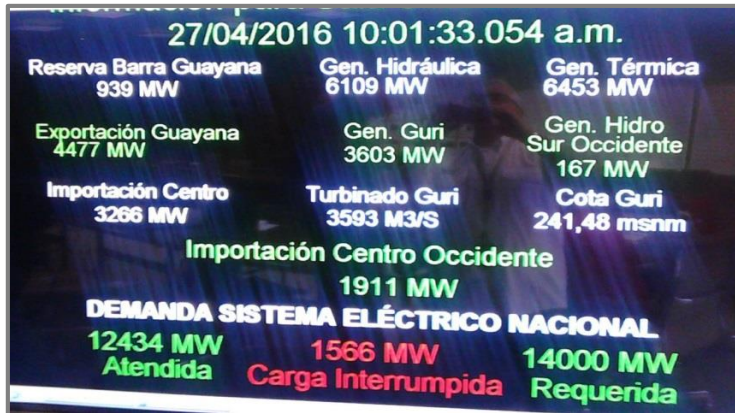 27/04/2016 10:01:33.054 a.m.
Reserva Barra Guayana
939 MW
Gen. Hidráulica
6109 MW
Gen. Térmica
6453 MW
Exportación Guayana
4477 MW
Gen. Guri
3603 MW
Gen. Hidro
Sur Occidente
167 MW
Importación Centro
3266 MW
Turbinado Guri
3593 M3/S
Cota Guri
241,48 msnm
Importación Centro Occidente
1911 MW
DEMANDA SISTEMA ELÉCTRICO NACIONAL
12434 MW
Atendida
1566 MW
Carga Interrumpida
14000 MW
Requerida